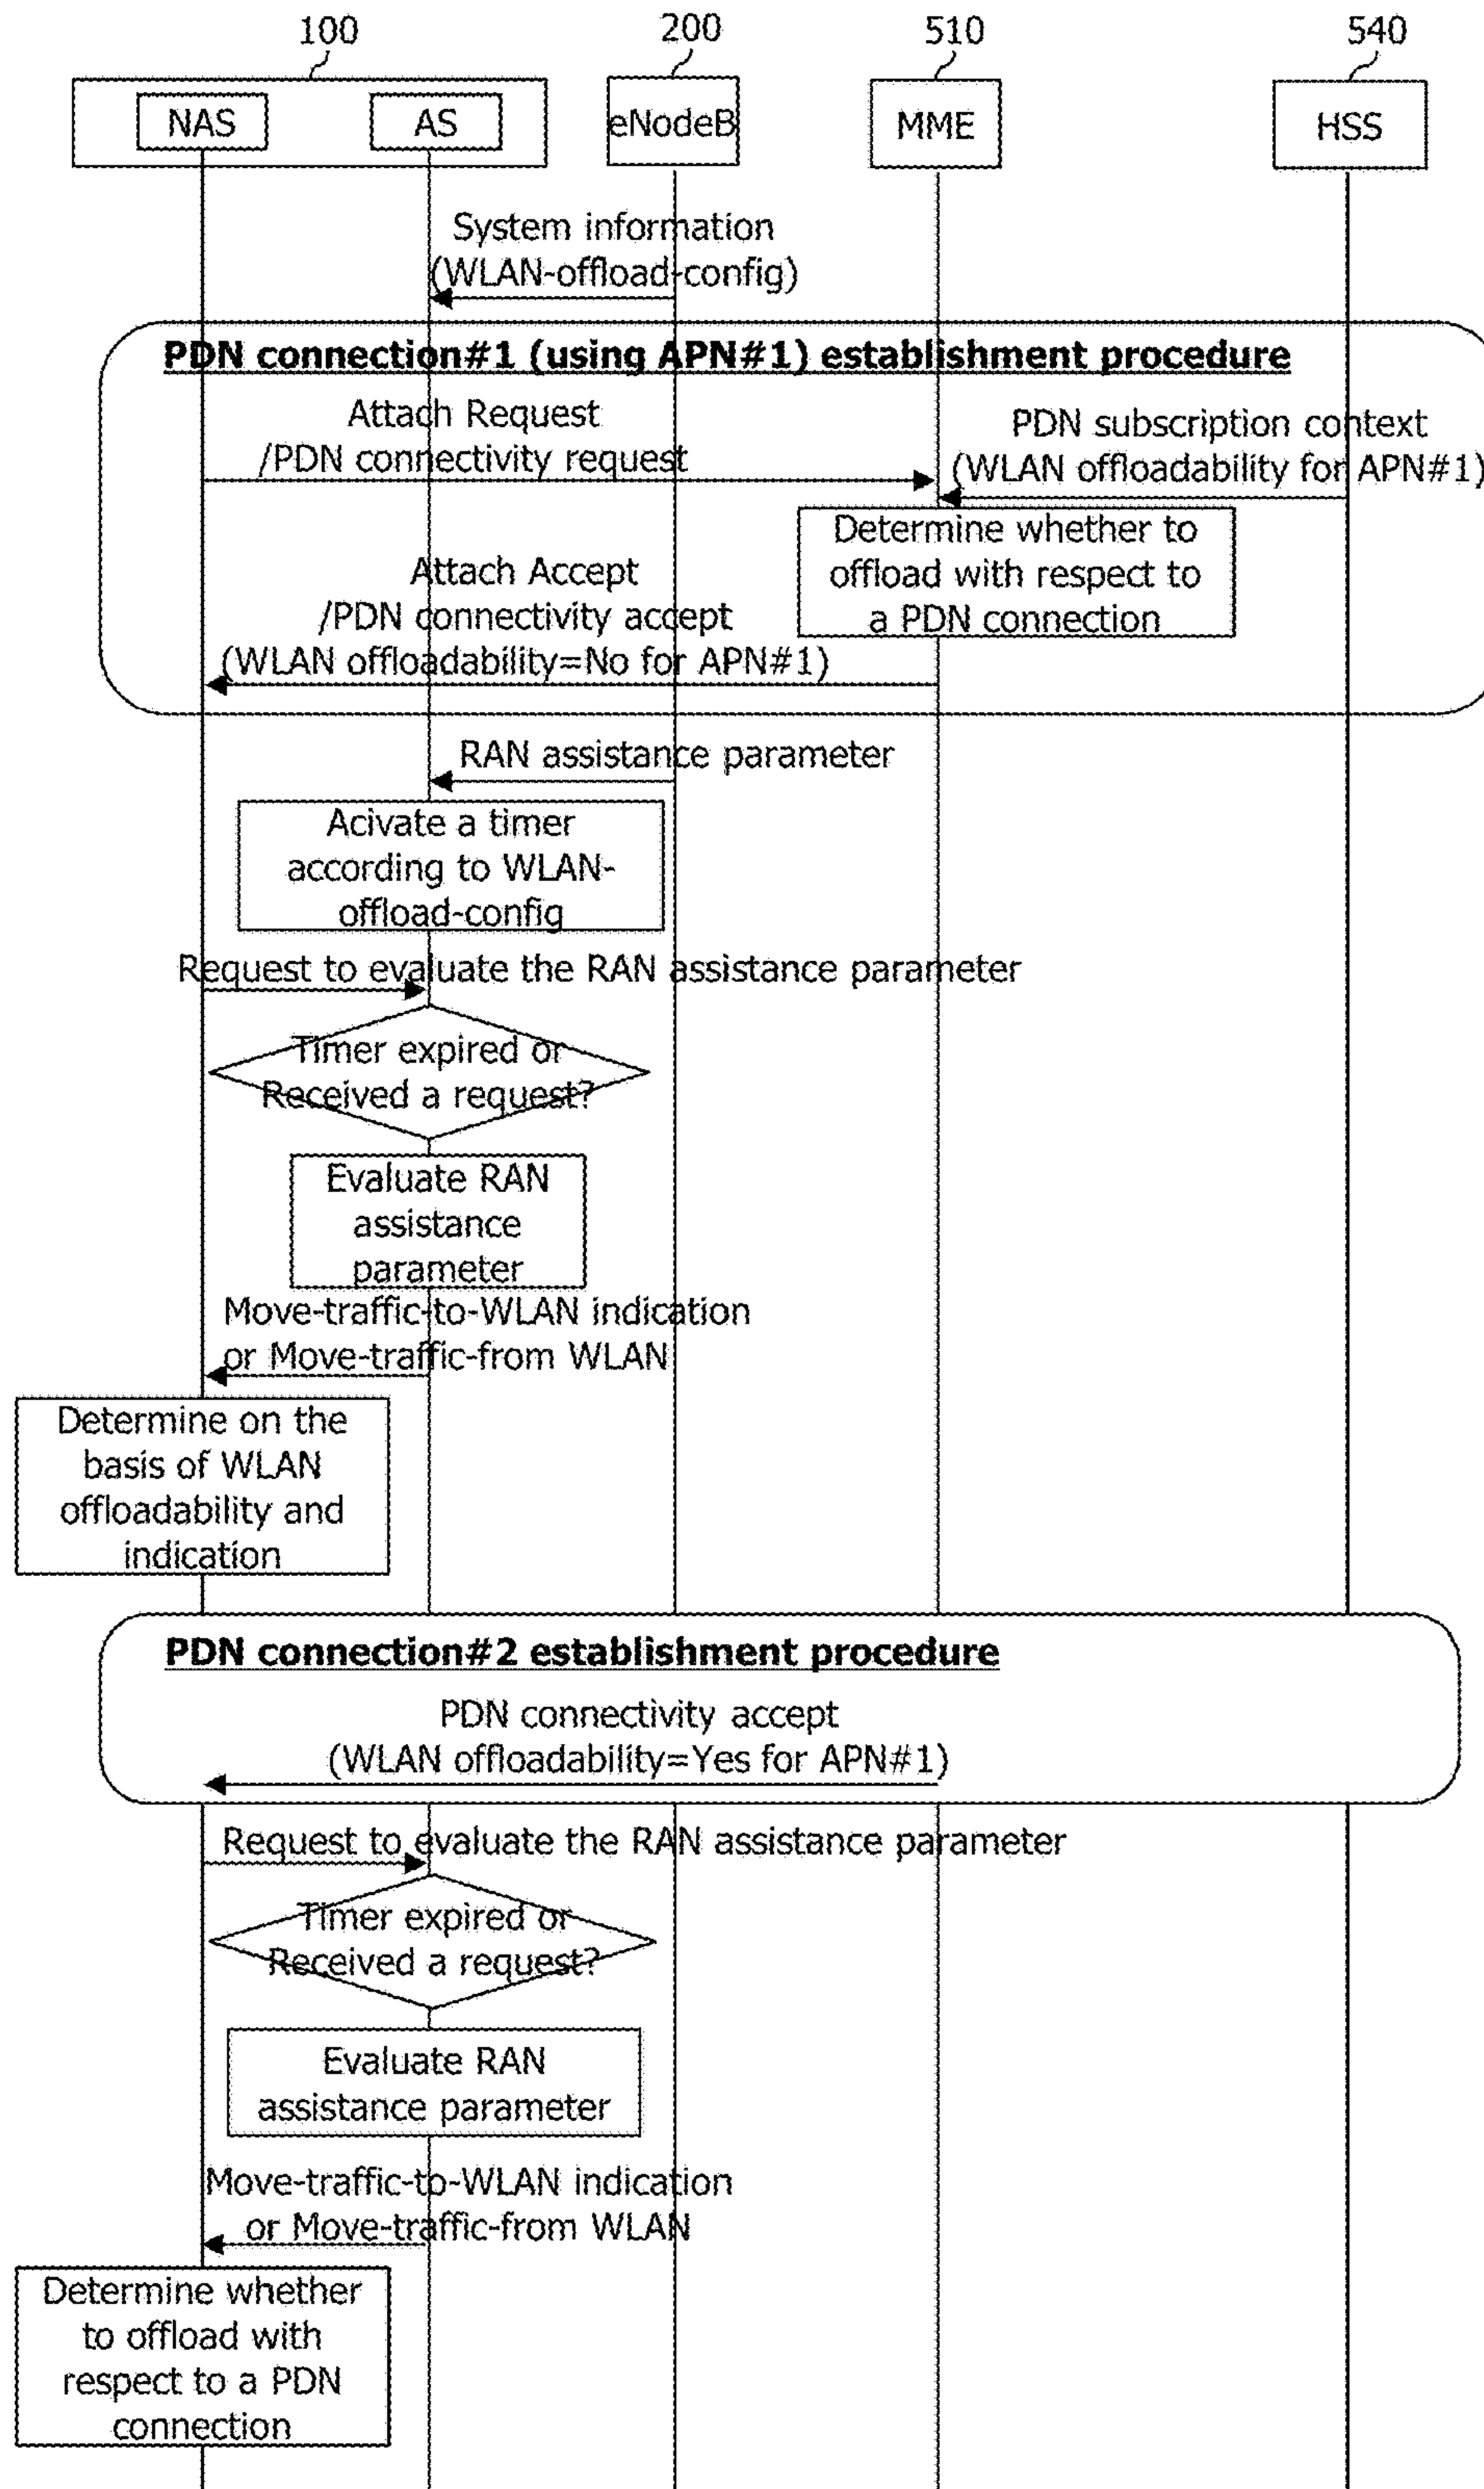 100
200
510
540
NAS
AS
eNodeB
MME
HSS
System information
(WLAN-offload-config)
PDN connection#1 (using APN#1) establishment procedure
Attach Request
/PDN connectivity request
PDN subscription context
(WLAN offloadability for APN#1)
Determine whether to
offload with respect to
a PDN connection
Attach Accept
/PDN connectivity accept
(WLAN offloadability=No for APN#1)
RAN assistance parameter
Acivate a timer
according to WLAN-
offload-config
Request to evaluate the RAN assistance parameter
Timer expired or
Received a request?
Evaluate RAN
assistance
parameter
Move-traffic-to-WLAN indication
or Move-traffic-from WLAN
Determine on the
basis of WLAN
offloadability and
indication
PDN connection#2 establishment procedure
PDN connectivity accept
(WLAN offloadability=Yes for APN#1)
Request to evaluate the RAN assistance parameter
Timer expired or
Received a request?
Evaluate RAN
assistance parameter
Move-traffic-to-WLAN indication
or Move-traffic-from WLAN
Determine whether
to offload with
respect to a PDN
connection